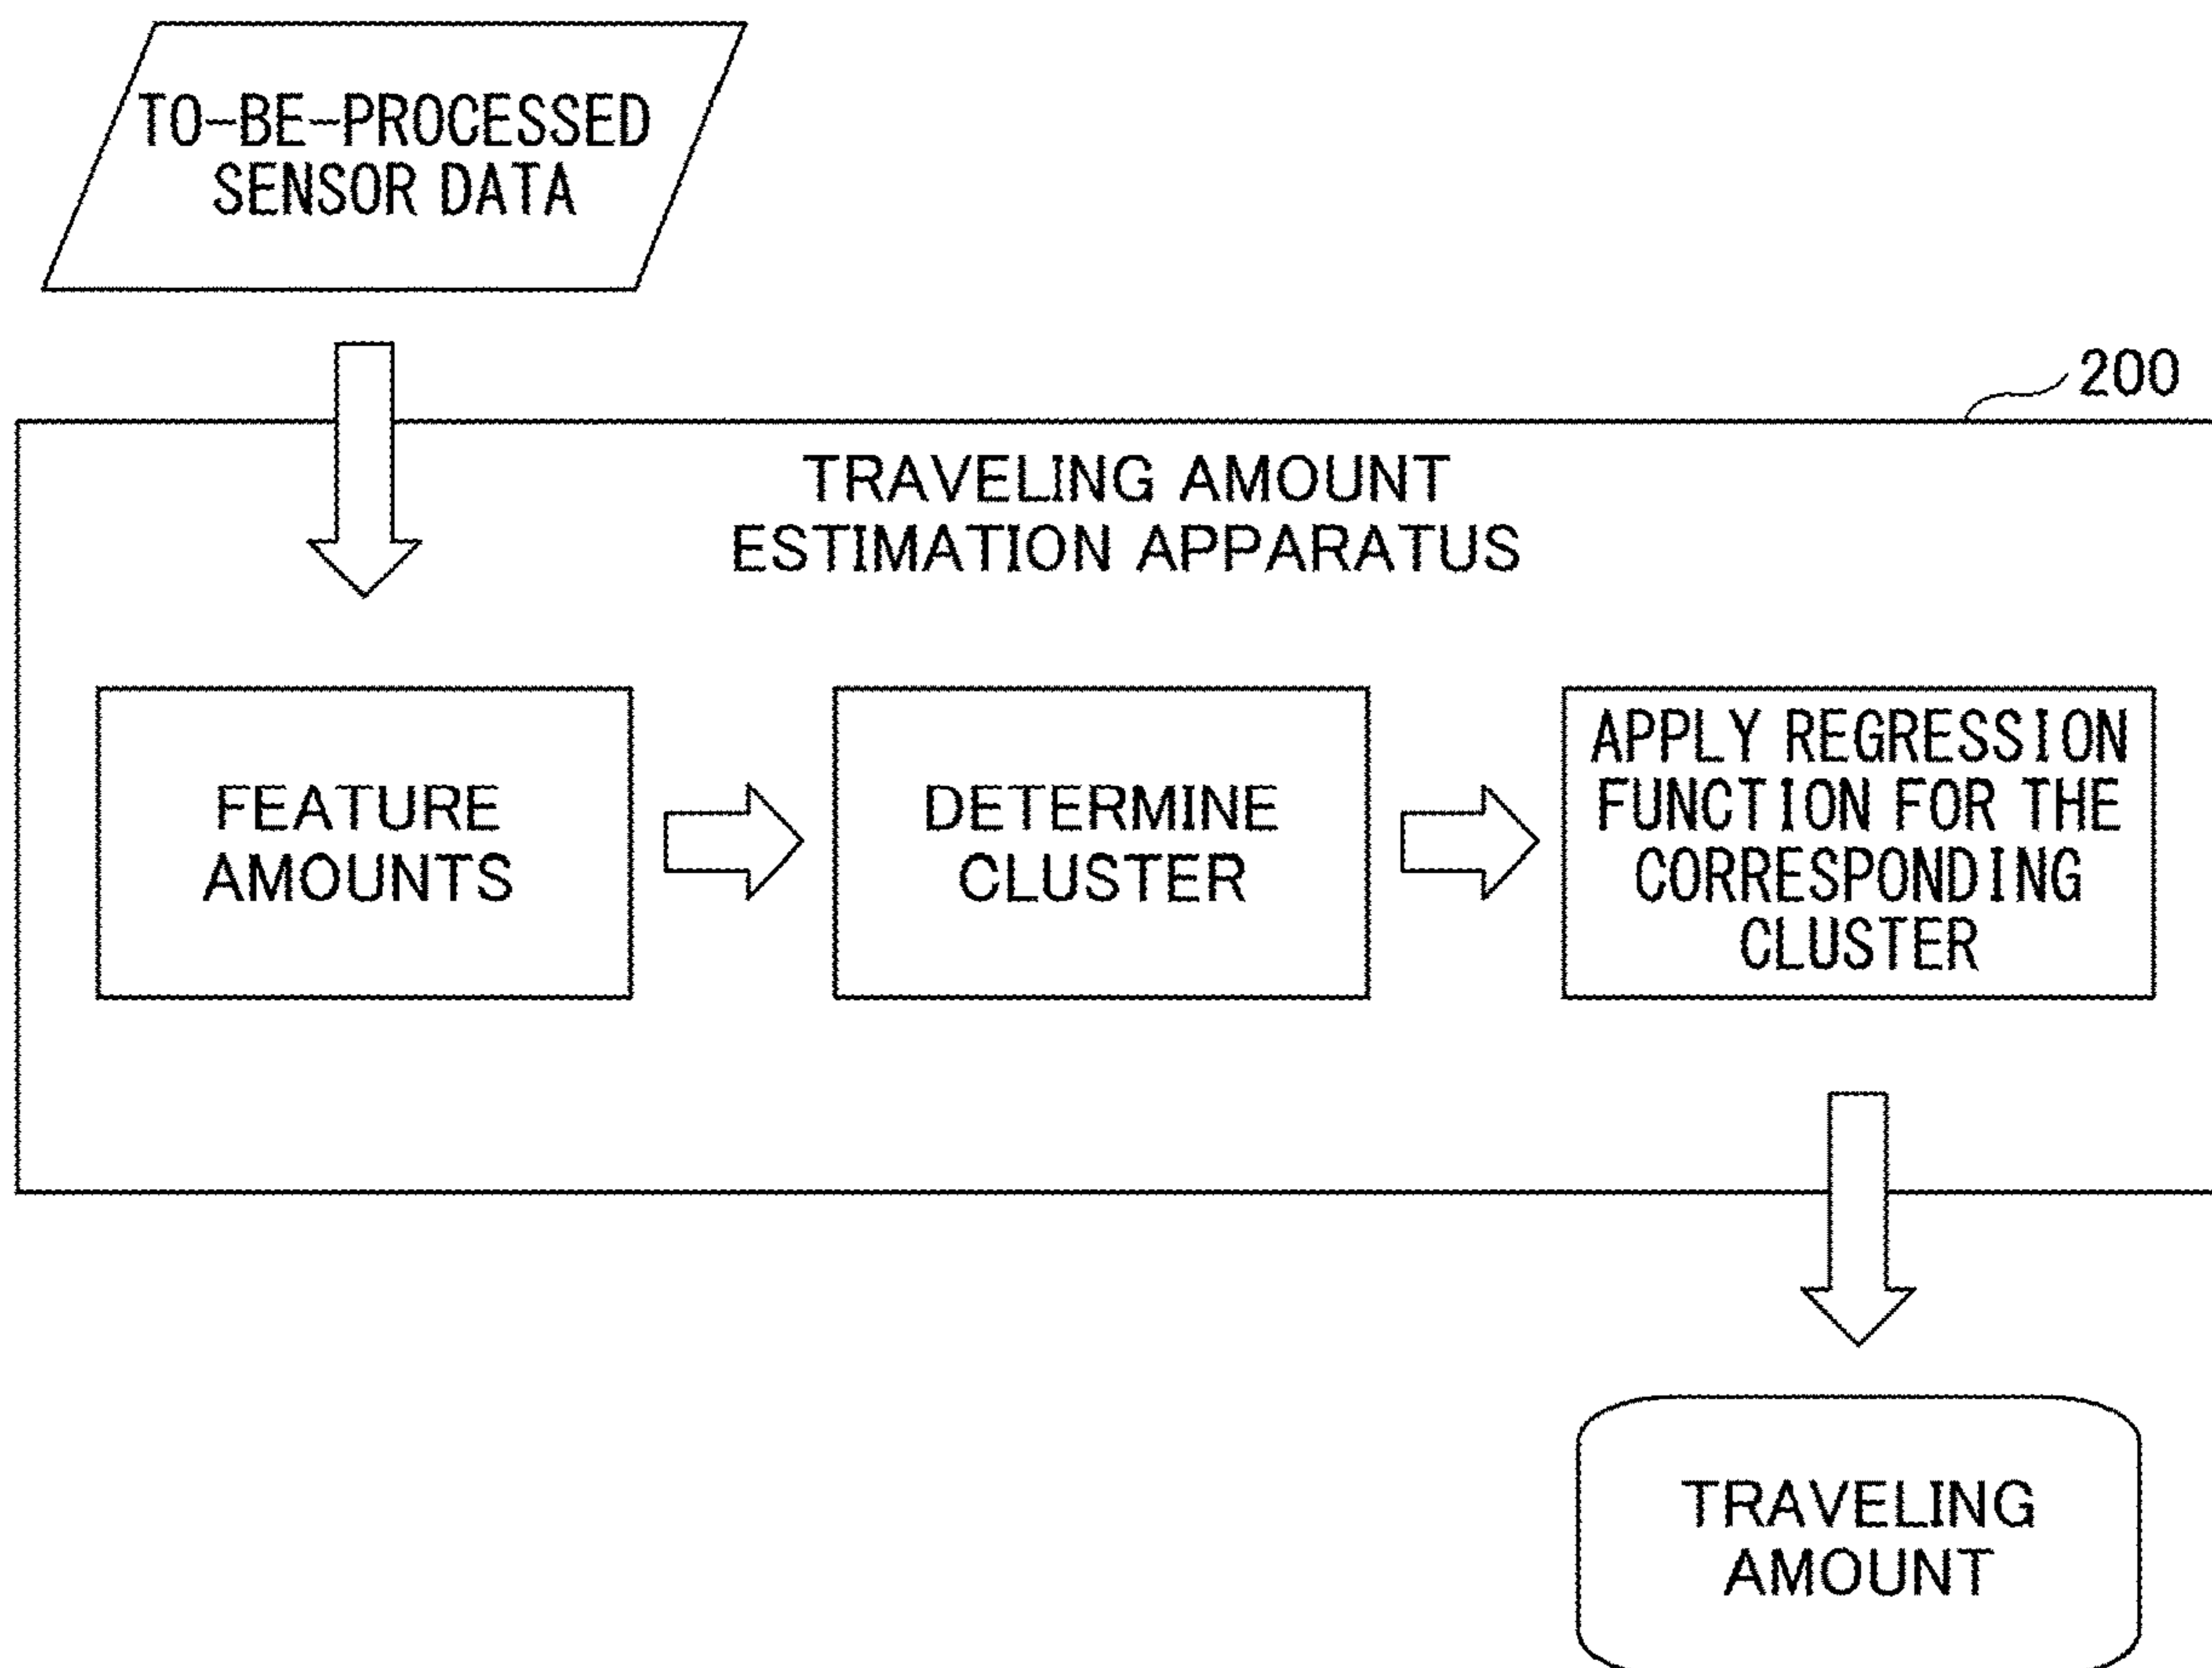 TO-BE-PROCESSED
SENSOR DATA
200
TRAVELING AMOUNT
ESTIMATION APPARATUS
FEATURE
AMOUNTS
DETERMINE
CLUSTER
APPLY REGRESSION
FUNCTION FOR THE
CORRESPONDING
CLUSTER
TRAVELING
AMOUNT